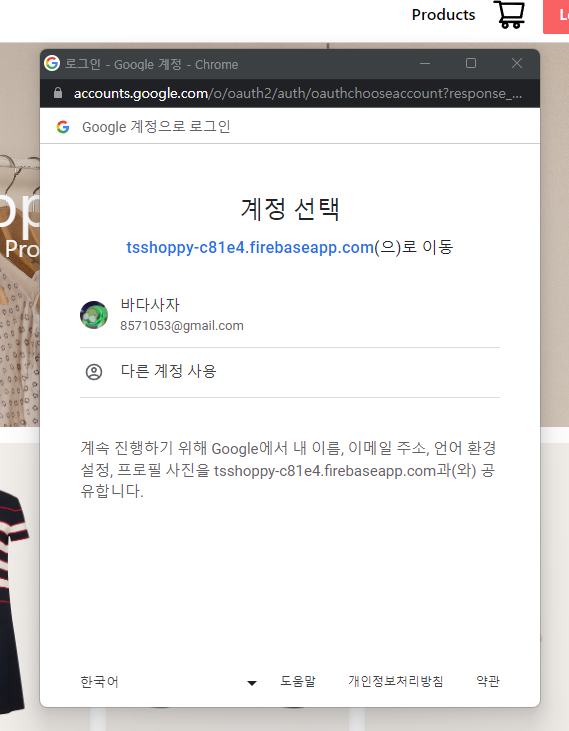 Products
로그인 - Google 계정 - Chrome
accounts.google.com/o/oauth2/auth/oauthchooseaccount?response_...
Google 계정으로 로그인
계정 선택
tsshoppy-c81e4.firebaseapp.com(으)로 이동
바다사자
8571053@gmail.com
다른 계정 사용
계속 진행하기 위해 Google에서 내 이름, 이메일 주소, 언어 환경
설정, 프로필 사진을 tsshoppy-c81e4.firebaseapp.com과(와) 공
유합니다.
한국어
도움말
개인정보처리방침
약관